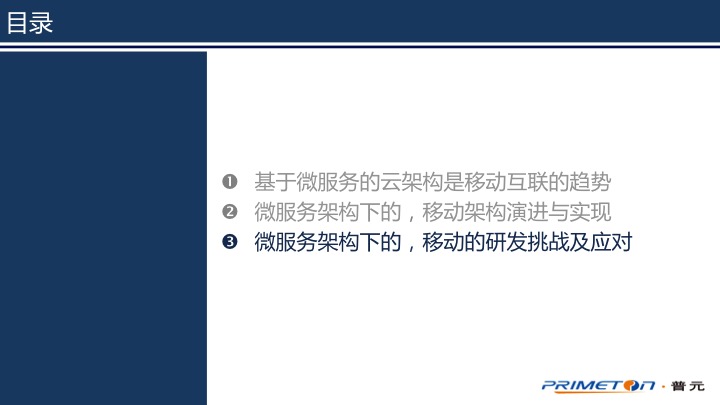 目录
❶ 基于微服务的云架构是移动互联的趋势
❷ 微服务架构下的，移动架构演进与实现
❸ 微服务架构下的，移动的研发挑战及应对
PRIMETON · 普元